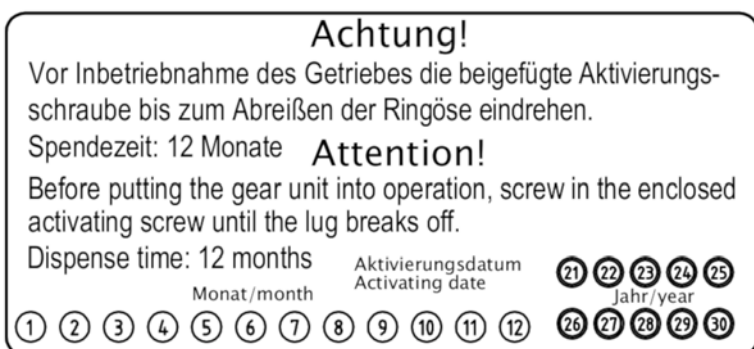 Achtung!
Vor Inbetriebnahme des Getriebes die beigefügte Aktivierungs-
schraube bis zum Abreißen der Ringöse eindrehen.
Spendezeit: 12 Monate
Attention!
Before putting the gear unit into operation, screw in the enclosed
activating screw until the lug breaks off.
Dispense time: 12 months
Aktivierungsdatum
Activating date
Monat/month
1 2 3 4 5 6 7 8 9 10 11 12
21 22 23 24 25
Jahr/year
26 27 28 29 30